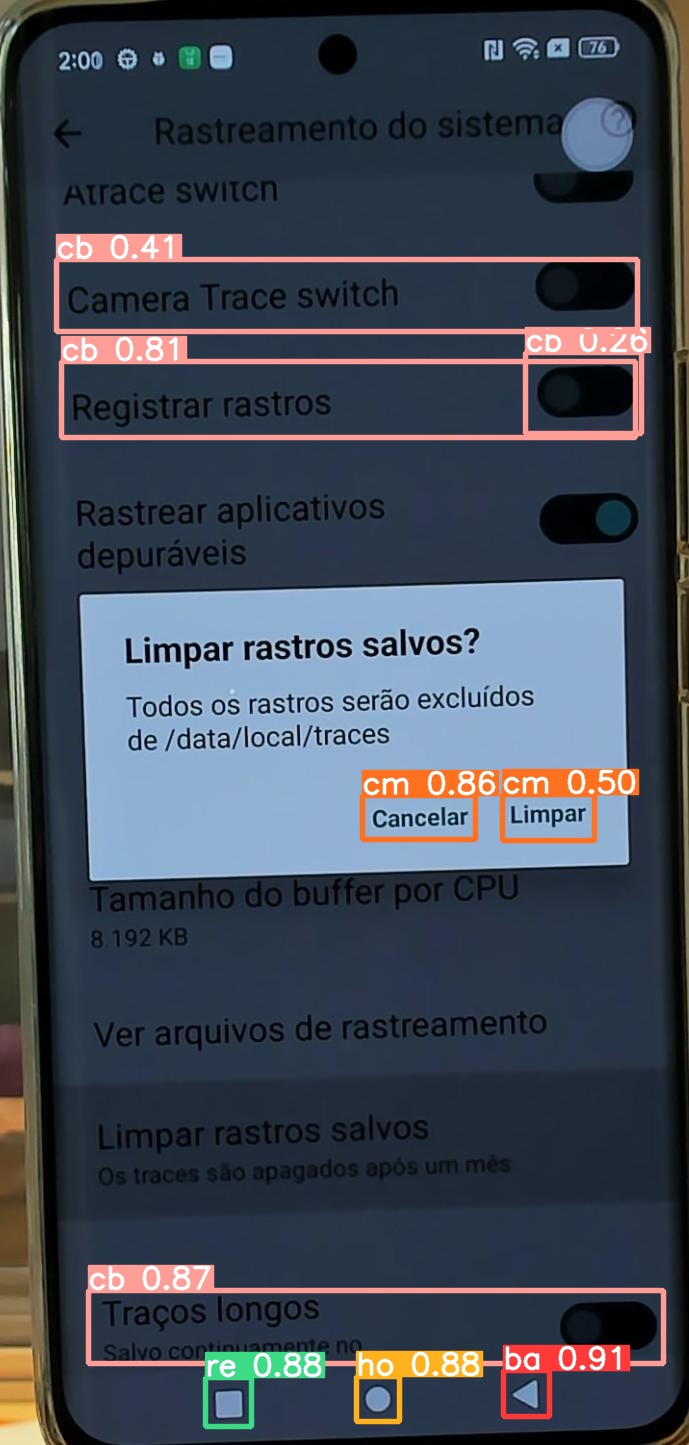 2:00
76
Rastreamento do sistema
?
Atrace switch
cb 0.41
Camera Trace switch
cb 0.81
cb 0.26
Registrar rastros
Rastrear aplicativos
depuráveis
Limpar rastros salvos?
Todos os rastros serão excluídos
de /data/local/traces
cm 0.86
cm 0.50
Cancelar
Limpar
Tamanho do buffer por CPU
8.192 KB
Ver arquivos de rastreamento
Limpar rastros salvos
Os traces são apagados após um mês
cb 0.87
Traços longos
Salvo continuamente no
re 0.88
ho 0.88
ba 0.91